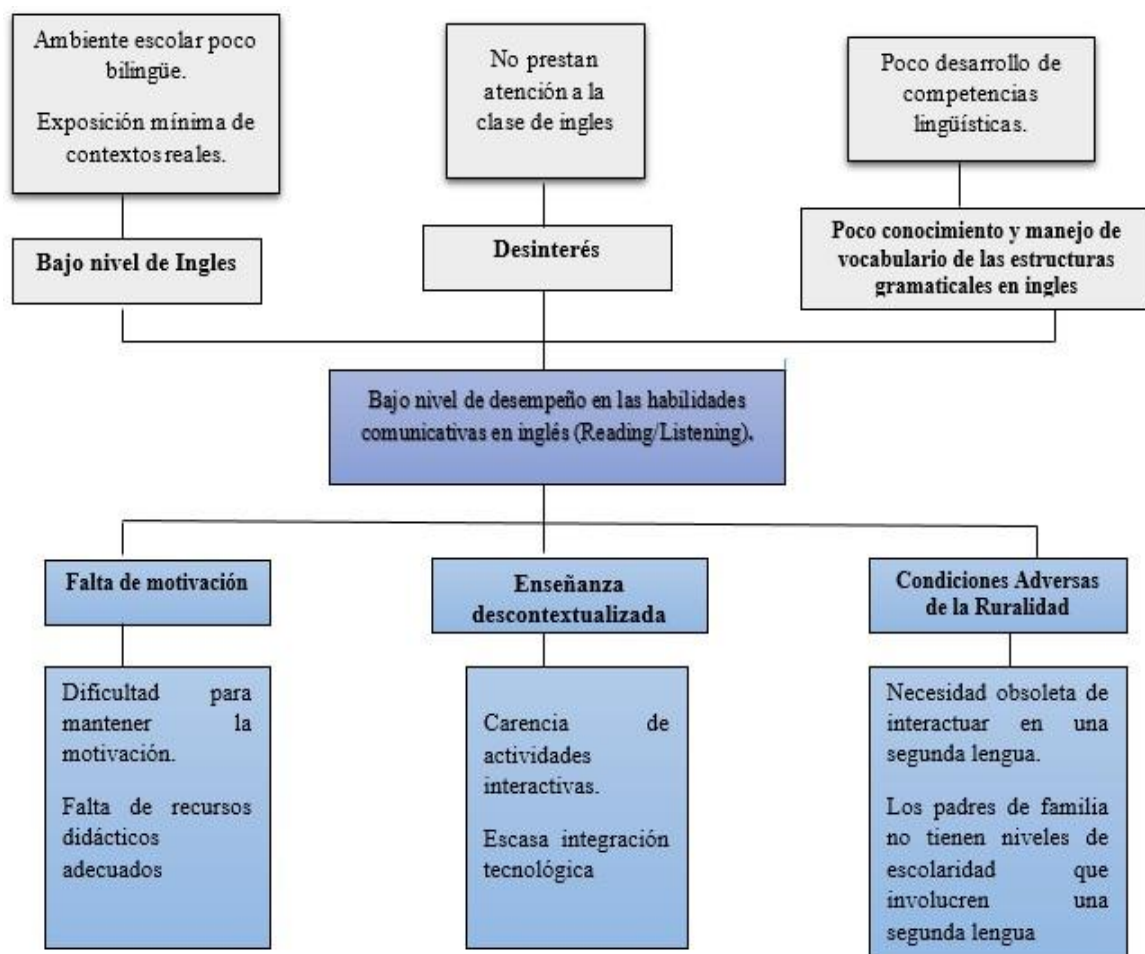 Ambiente escolar poco
bilingüe.
Exposición mínima de
contextos reales.
No prestan
atención a la
clase de ingles
Poco desarrollo de
competencias
lingüísticas.
Bajo nivel de Ingles
Desinterés
Poco conocimiento y manejo de
vocabulario de las estructuras
gramaticales en ingles
Bajo nivel de desempeño en las habilidades
comunicativas en inglés (Reading/Listening).
Falta de motivación
Enseñanza
descontextualizada
Condiciones Adversas
de la Ruralidad
Dificultad para
mantener la
motivación.
Falta de recursos
didácticos
adecuados
Carencia de
actividades
interactivas.
Escasa integración
tecnológica
Necesidad obsoleta de
interactuar en una
segunda lengua.
Los padres de familia
no tienen niveles de
escolaridad que
involucren una
segunda lengua